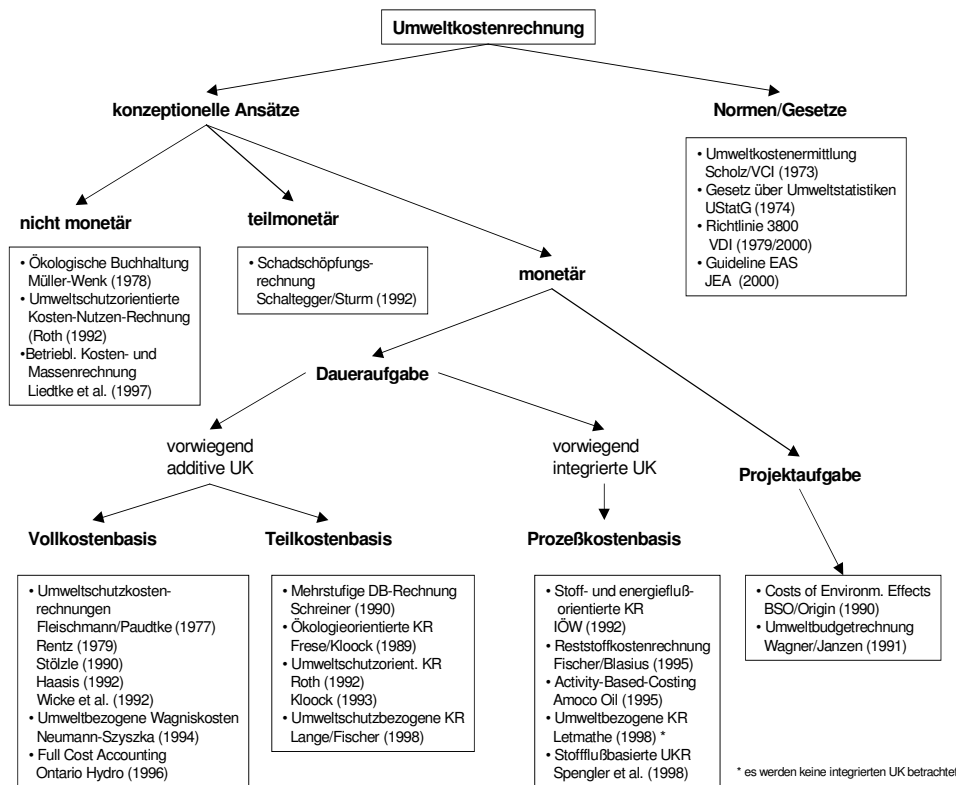 Umweltkostenrechnung
konzeptionelle Ansätze
Normen/Gesetze
• Umweltkostenermittlung
Scholz/VCI (1973)
• Gesetz über Umweltstatistiken
UStatG (1974)
• Richtlinie 3800
VDI (1979/2000)
• Guideline EAS
JEA (2000)
nicht monetär
• Ökologische Buchhaltung
Müller-Wenk (1978)
• Umweltschutzorientierte
Kosten-Nutzen-Rechnung
(Roth (1992)
•Betriebl. Kosten- und
Massenrechnung
Liedtke et al. (1997)
teilmonetär
• Schadschöpfungs-
rechnung
Schaltegger/Sturm (1992)
monetär
Daueraufgabe
vorwiegend
additive UK
vorwiegend
integrierte UK
Projektaufgabe
Vollkostenbasis
• Umweltschutzkosten-
rechnungen
Fleischmann/Paudtke (1977)
Rentz (1979)
Stölzle (1990)
Haasis (1992)
Wicke et al. (1992)
• Umweltbezogene Wagniskosten
Neumann-Szyszka (1994)
• Full Cost Accounting
Ontario Hydro (1996)
Teilkostenbasis
• Mehrstufige DB-Rechnung
Schreiner (1990)
• Ökologieorientierte KR
Frese/Kloock (1989)
• Umweltschutzorient. KR
Roth (1992)
Kloock (1993)
• Umweltschutzbezogene KR
Lange/Fischer (1998)
Prozeßkostenbasis
• Stoff- und energiefluß-
orientierte KR
IÖW (1992)
• Reststoffkostenrechnung
Fischer/Blasius (1995)
• Activity-Based-Costing
Amoco Oil (1995)
• Umweltbezogene KR
Letmathe (1998) *
• Stoffflußbasierte UKR
Spengler et al. (1998)
• Costs of Environm. Effects
BSO/Origin (1990)
• Umweltbudgetrechnung
Wagner/Janzen (1991)
* es werden keine integrierten UK betrachtet